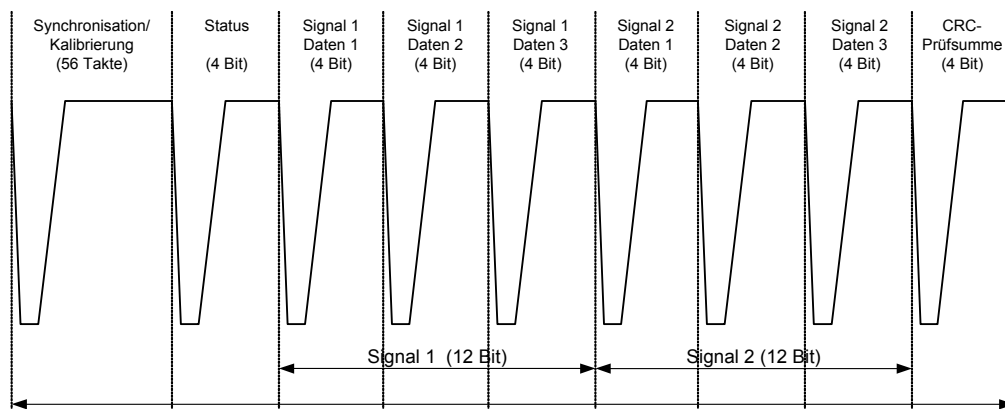 Synchronisation/
Kalibrierung
(56 Takte)
Status
(4 Bit)
Signal 1
Daten 1
(4 Bit)
Signal 1
Daten 2
(4 Bit)
Signal 1
Daten 3
(4 Bit)
Signal 2
Daten 1
(4 Bit)
Signal 2
Daten 2
(4 Bit)
Signal 2
Daten 3
(4 Bit)
CRC-
Prüfsumme
(4 Bit)
Signal 1 (12 Bit)
Signal 2 (12 Bit)